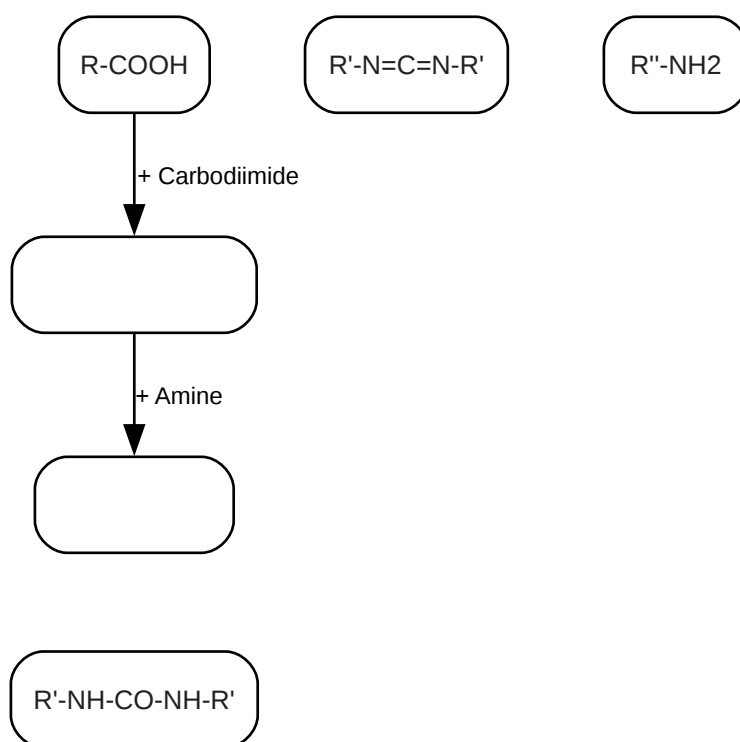 R-COOH
R'-N=C=N-R'
R''-NH2
+ Carbodiimide
+ Amine
R'-NH-CO-NH-R'